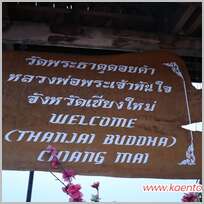 วัดพระธาตุดอยคำ
หลวงพ่อพระเจ้าทันใจ
จังหวัดเชียงใหม่
WELCOME
(THANJAI BUDDHA)
CHIANG MAI
www.kaento